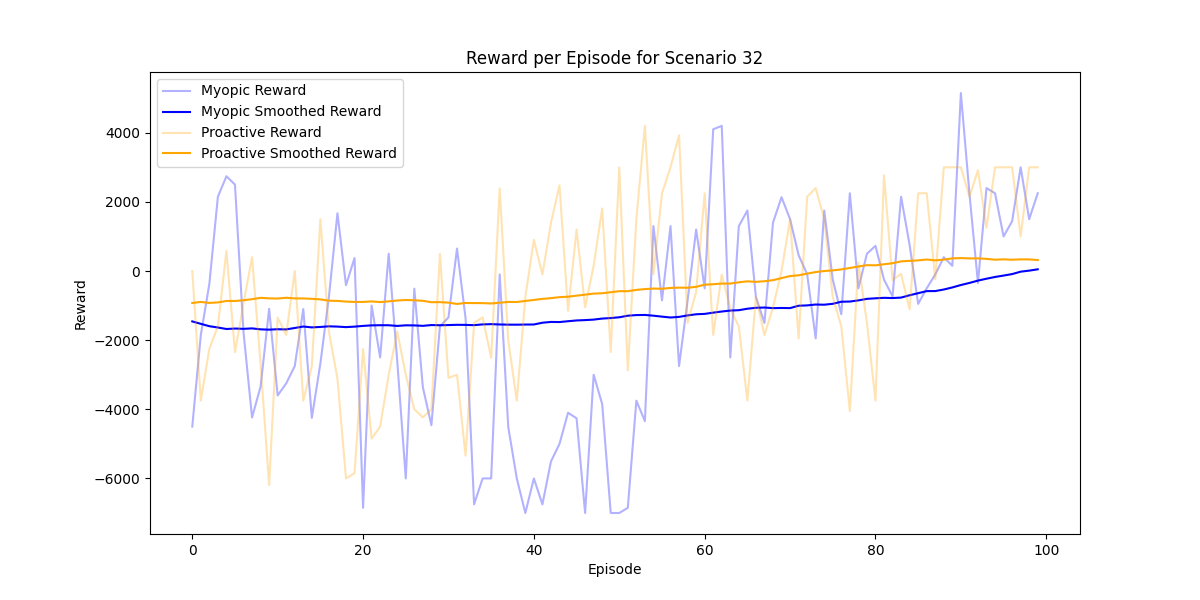 Reward per Episode for Scenario 32
Myopic Reward
Myopic Smoothed Reward
Proactive Reward
Proactive Smoothed Reward
Reward
4000
2000
0
−2000
−4000
−6000
0 20 40 60 80 100
Episode